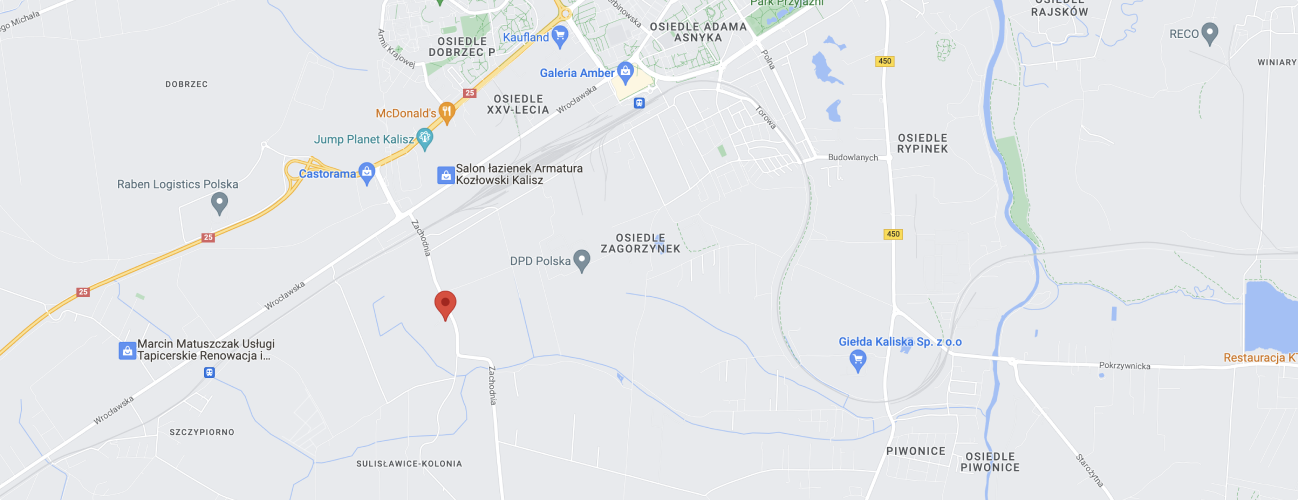 RAJSKÓW
Park Przyjaźni
OSIEDLE ADAMA
ASNYKA
RECO
Kaufland
OSIEDLE
DOBRZEC P
Armii Krajowej
Polna
450
WINIARY
Galeria Amber
DOBRZEC
25
OSIEDLE
XXV-LECIA
Wrocławska
McDonald's
Torowa
Jump Planet Kalisz
OSIEDLE
RYPINEK
Budowlanych
Castorama
Salon łazienek Armatura
Kozłowski Kalisz
Raben Logistics Polska
Zachodnia
25
450
OSIEDLE
ZAGORZYNEK
DPD Polska
25
Wrocławska
Marcin Matuszczak Usługi
Tapicerskie Renowacja i...
Giełda Kaliska Sp. z o.o
Restauracja
Pokrzywnicka
Zachodnia
Wrocławska
SZCZYPIORNO
SULISŁAWICE-KOLONIA
PIWONICE
OSIEDLE
PIWONICE
Starożytna